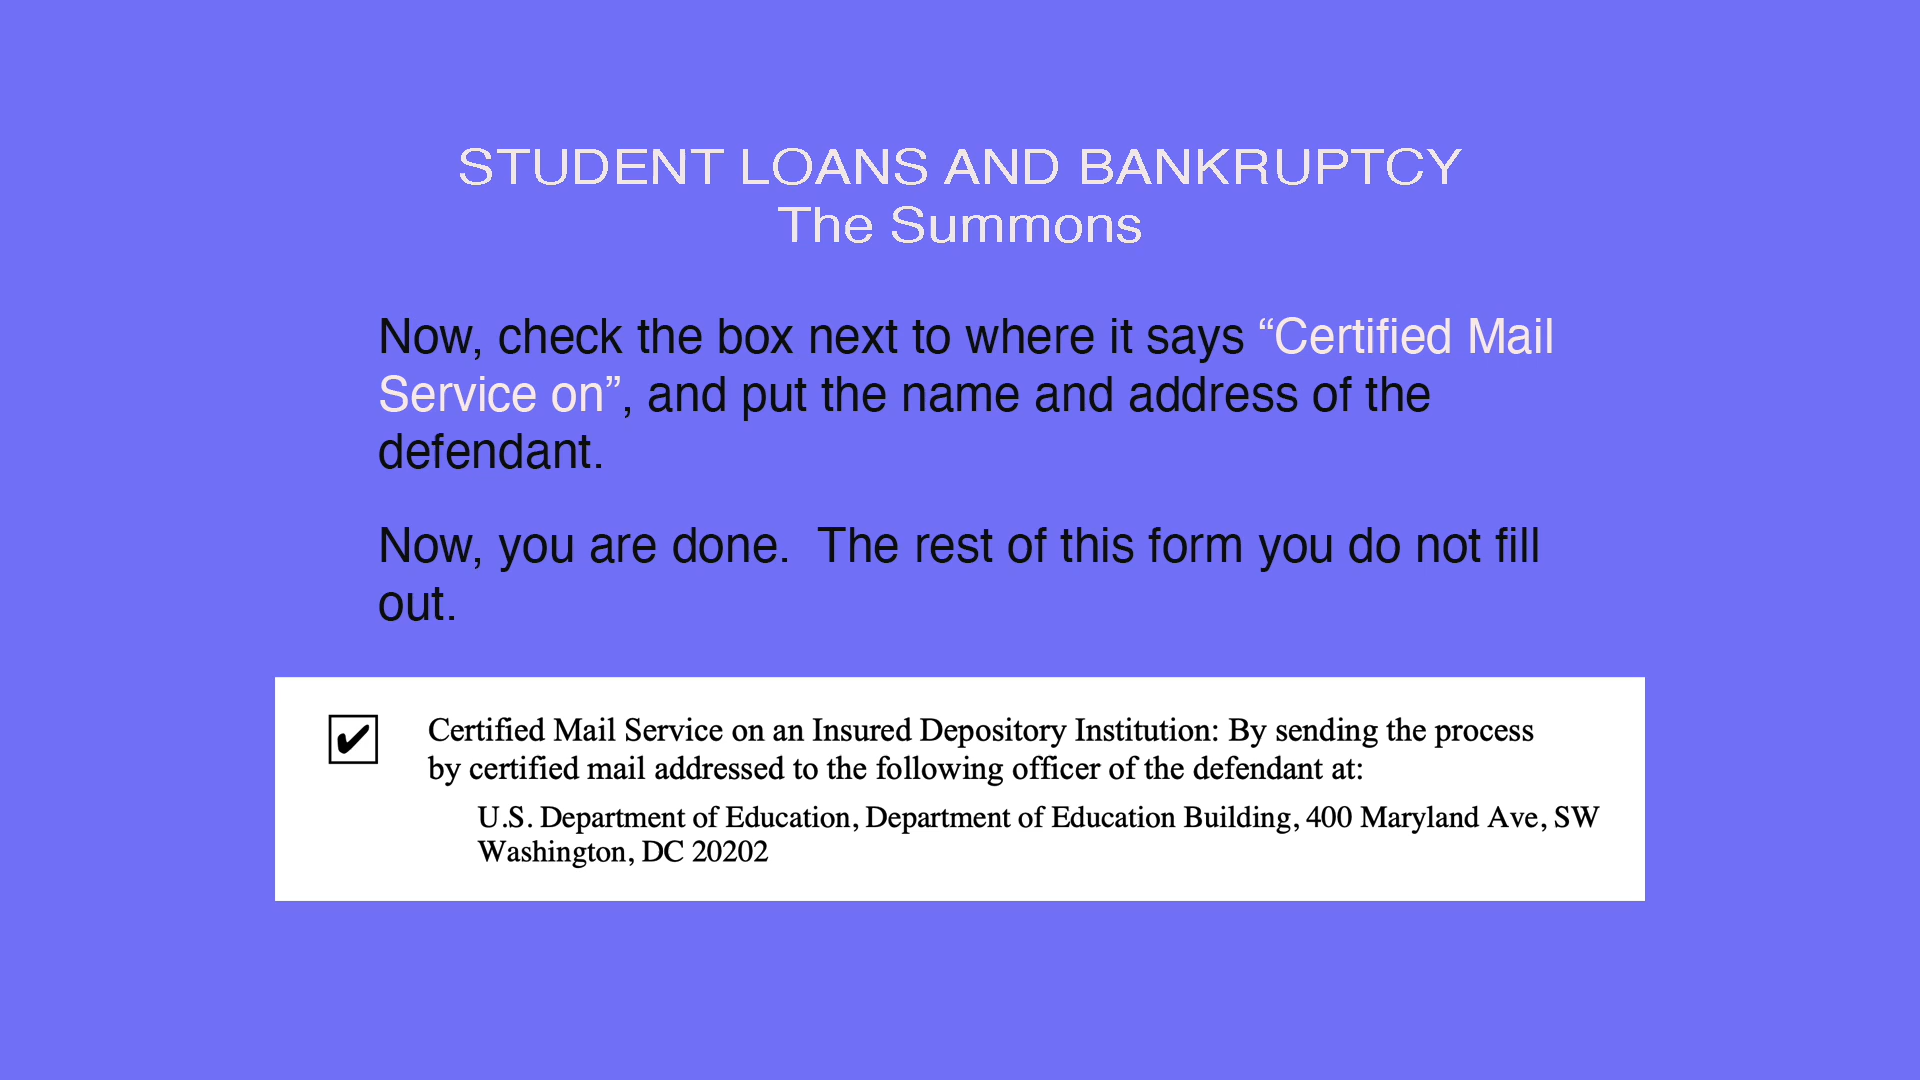 STUDENT LOANS AND BANKRUPTCY
The Summons
Now, check the box next to where it says “Certified Mail
Service on”, and put the name and address of the
defendant.
Now, you are done.  The rest of this form you do not fill
out.
Certified Mail Service on an Insured Depository Institution: By sending the process
by certified mail addressed to the following officer of the defendant at:
U.S. Department of Education, Department of Education Building, 400 Maryland Ave, SW
Washington, DC 20202